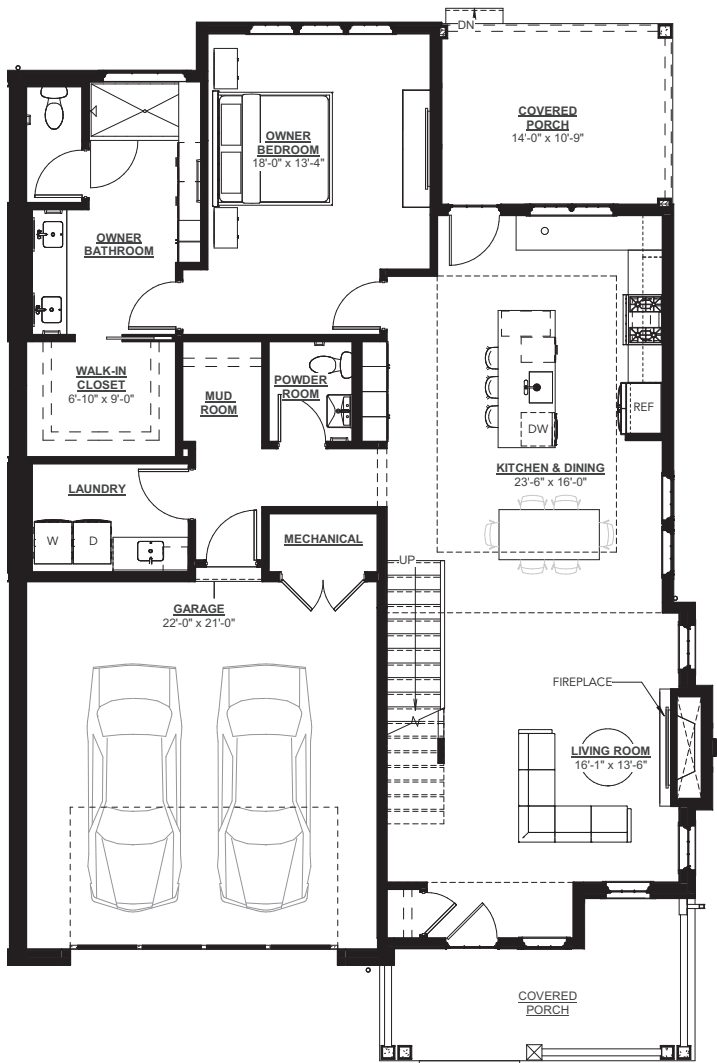 DN
COVERED
PORCH
14'-0" x 10'-9"
OWNER
BEDROOM
18'-0" x 13'-4"
OWNER
BATHROOM
WALK-IN
CLOSET
6'-10" x 9'-0"
MUD
ROOM
POWDER
ROOM
REF
DW
KITCHEN & DINING
23'-6" x 16'-0"
LAUNDRY
W
D
MECHANICAL
UP
GARAGE
22'-0" x 21'-0"
FIREPLACE
LIVING ROOM
16'-1" x 13'-6"
COVERED
PORCH